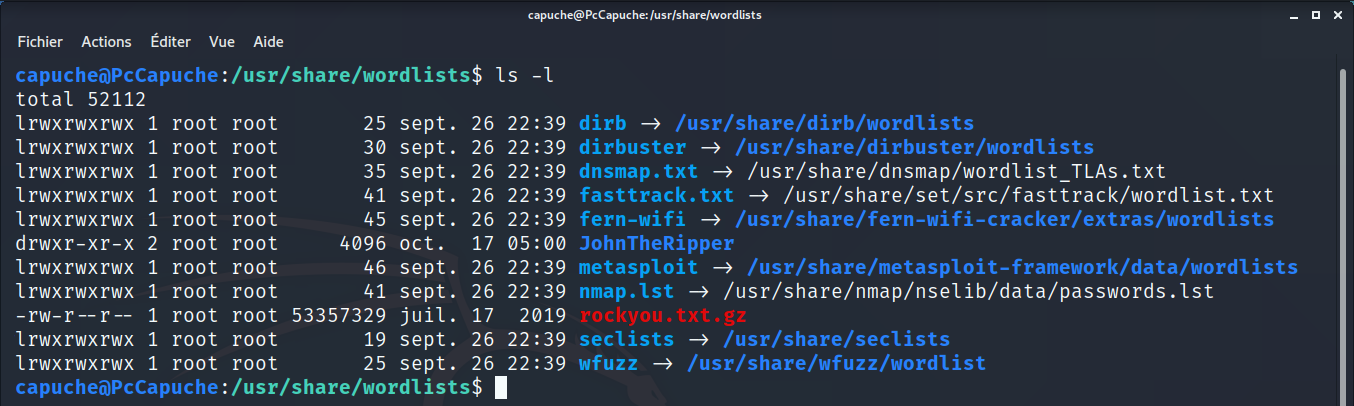 capuche@PcCapuche:/usr/share/wordlists
Fichier Actions Éditer Vue Aide
capuche@PcCapuche:/usr/share/wordlists$ ls -l
total 52112
lrwxrwxrwx 1 root root       25 sept. 26 22:39 dirb -> /usr/share/dirb/wordlists
lrwxrwxrwx 1 root root       30 sept. 26 22:39 dirbuster -> /usr/share/dirbuster/wordlists
lrwxrwxrwx 1 root root       35 sept. 26 22:39 dnsmap.txt -> /usr/share/dnsmap/wordlist_TLAs.txt
lrwxrwxrwx 1 root root       41 sept. 26 22:39 fasttrack.txt -> /usr/share/set/src/fasttrack/wordlist.txt
lrwxrwxrwx 1 root root       45 sept. 26 22:39 fern-wifi -> /usr/share/fern-wifi-cracker/extras/wordlists
drwxr-xr-x 2 root root     4096 oct.  17 05:00 JohnTheRipper
lrwxrwxrwx 1 root root       46 sept. 26 22:39 metasploit -> /usr/share/metasploit-framework/data/wordlists
lrwxrwxrwx 1 root root       41 sept. 26 22:39 nmap.lst -> /usr/share/nmap/nselib/data/passwords.lst
-rw-r--r-- 1 root root 53357329 juil. 17  2019 rockyou.txt.gz
lrwxrwxrwx 1 root root       19 sept. 26 22:39 seclists -> /usr/share/seclists
lrwxrwxrwx 1 root root       25 sept. 26 22:39 wfuzz -> /usr/share/wfuzz/wordlist
capuche@PcCapuche:/usr/share/wordlists$